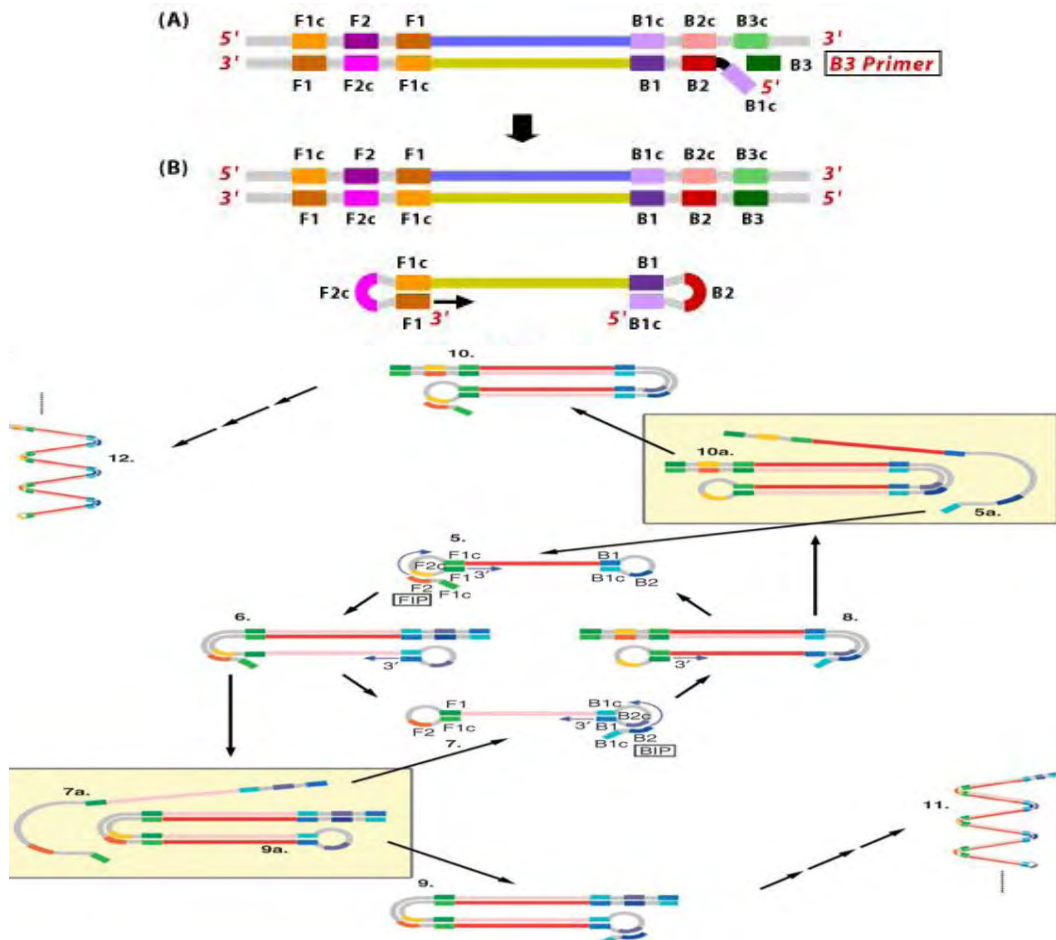 (A)
F1c F2 F1 B1c B2c B3c
5' 3'
3' B3 B3 Primer
F1 F2c F1c B1 B2 5'
B1c
(B)
F1c F2 F1 B1c B2c B3c
5' 3'
3' 5'
F1 F2c F1c B1 B2 B3
F1c B1
F2c B2
F1 3' 5' B1c
10.
12.
10a.
5a.
5.
F1c B1
F2c
F1 3' B1c B2
F2 F1c
FIP
6. 8.
3' 3'
F1 B1c
B2c
F2 F1c 3' B1
7. B1c B2
BIP
7a.
11.
9a.
9.